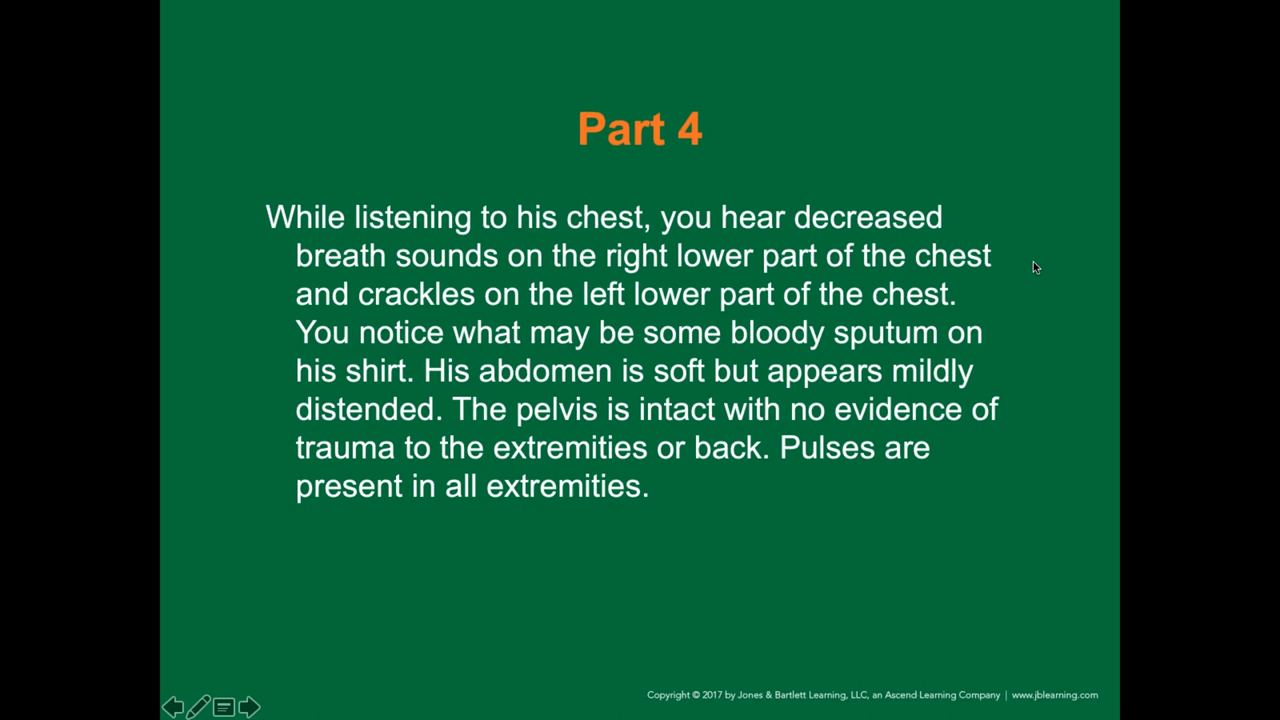 Part 4
While listening to his chest, you hear decreased
breath sounds on the right lower part of the chest
and crackles on the left lower part of the chest.
You notice what may be some bloody sputum on
his shirt. His abdomen is soft but appears mildly
distended. The pelvis is intact with no evidence of
trauma to the extremities or back. Pulses are
present in all extremities.
Copyright © 2017 by Jones & Bartlett Learning, LLC, an Ascend Learning Company | www.jblearning.com